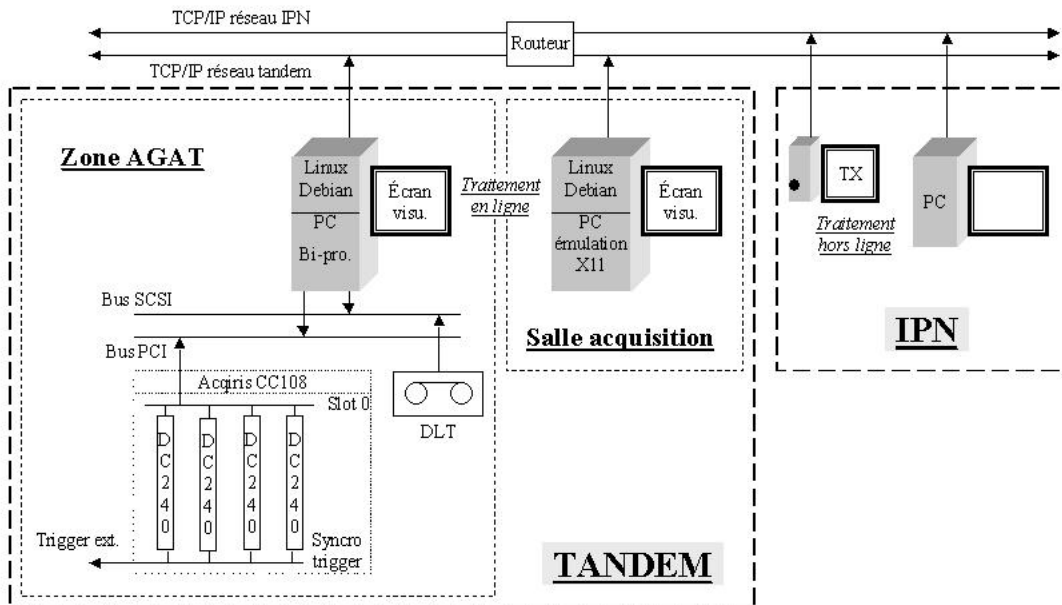 TCP/IP réseau IPN
Routeur
TCP/IP réseau tandem
Zone AGAT
Linux
Debian
PC
Bi-pro.
Écran
visu.
Traitement
en ligne
Linux
Debian
PC
émulation
X11
Écran
visu.
TX
Traitement
hors ligne
PC
Bus SCSI
Bus PCI
Salle acquisition
IPN
Acqiris CC108
Slot 0
DC240
DC240
DC240
DC240
DLT
Trigger ext.
Syncro
trigger
TANDEM